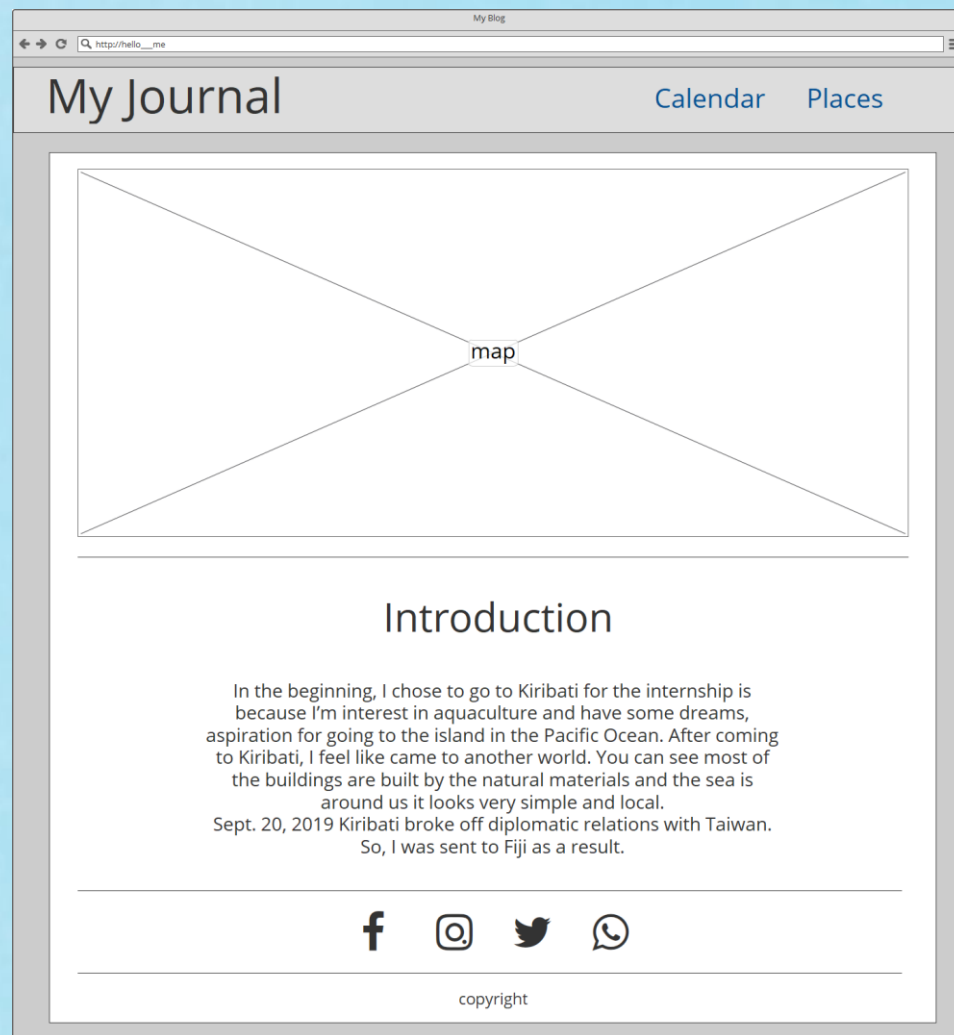 My Blog
http://hello__me
My Journal
Calendar
Places
map
Introduction
In the beginning, I chose to go to Kiribati for the internship is
because I’m interest in aquaculture and have some dreams,
aspiration for going to the island in the Pacific Ocean. After coming
to Kiribati, I feel like came to another world. You can see most of
the buildings are built by the natural materials and the sea is
around us it looks very simple and local.
Sept. 20, 2019 Kiribati broke off diplomatic relations with Taiwan.
So, I was sent to Fiji as a result.
copyright